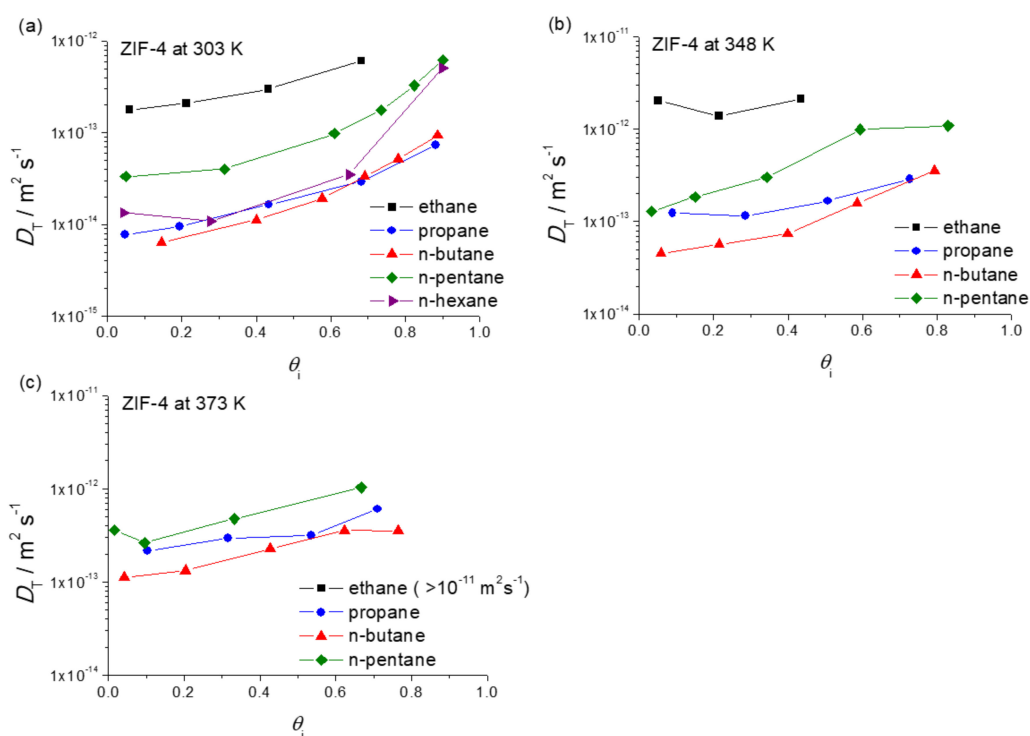 (a)
ZIF-4 at 303 K
1x10⁻¹²
1x10⁻¹³
1x10⁻¹⁴
1x10⁻¹⁵
D_T / m² s⁻¹
ethane
propane
n-butane
n-pentane
n-hexane
0.0 0.2 0.4 0.6 0.8 1.0
θ_i
(b)
ZIF-4 at 348 K
1x10⁻¹¹
1x10⁻¹²
1x10⁻¹³
1x10⁻¹⁴
D_T / m² s⁻¹
ethane
propane
n-butane
n-pentane
0.0 0.2 0.4 0.6 0.8 1.0
θ_i
(c)
ZIF-4 at 373 K
1x10⁻¹¹
1x10⁻¹²
1x10⁻¹³
1x10⁻¹⁴
D_T / m² s⁻¹
ethane ( >10⁻¹¹ m²s⁻¹)
propane
n-butane
n-pentane
0.0 0.2 0.4 0.6 0.8 1.0
θ_i